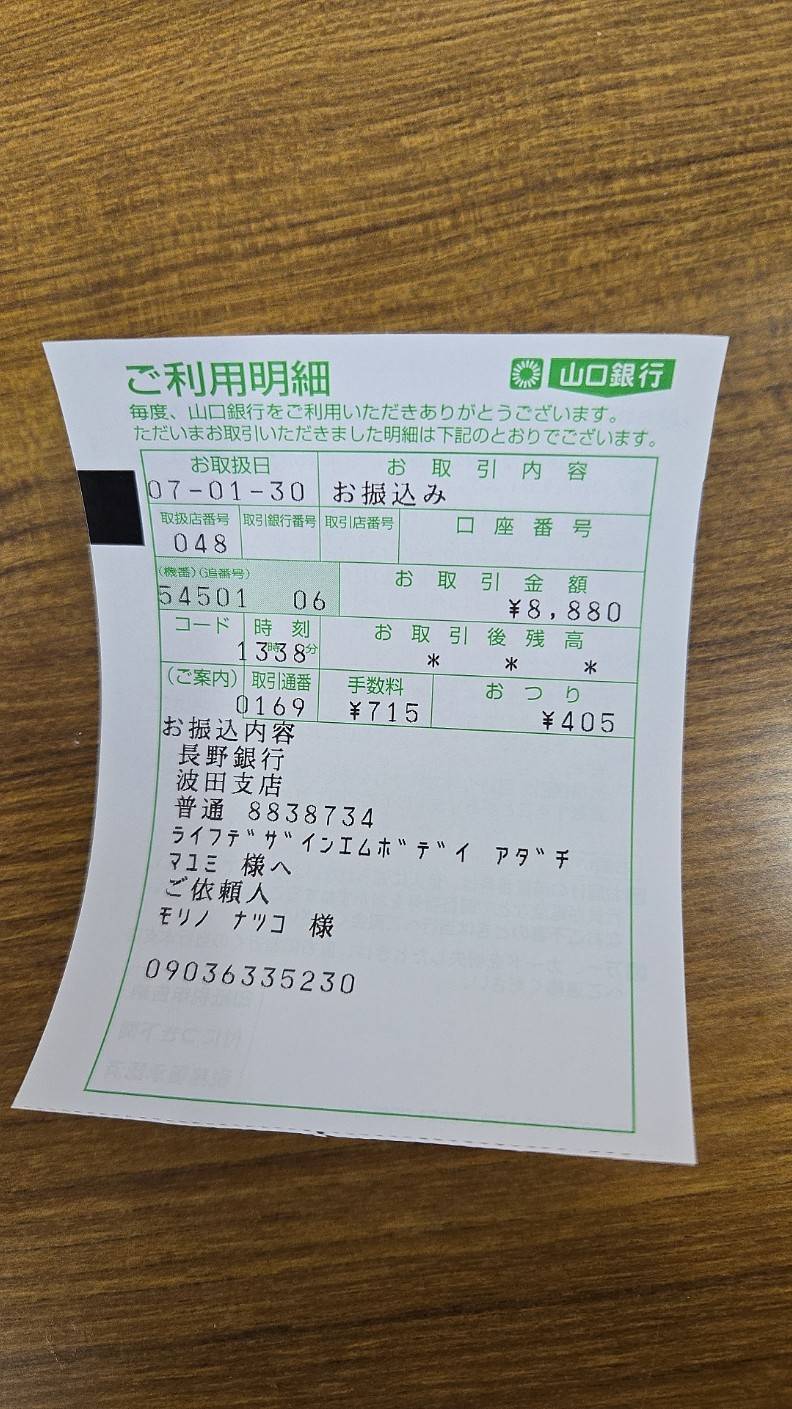 ご利用明細 山口銀行
毎度、山口銀行をご利用いただきありがとうございます。
ただいまお取引いただきました明細は下記のとおりでございます。
お取扱日 お取引内容
07-01-30 お振込み
取扱店番号 取引銀行番号 取引店番号 口座番号
048
(機番)(追番号) お取引金額
54501 06 ¥8,880
コード 時刻 お取引後残高
13時38分 * * *
(ご案内) 取引通番 手数料 おつり
0169 ¥715 ¥405
お振込内容
長野銀行
波田支店
普通 8838734
ライフデザインエムボデイ アダチ
マユミ 様へ
ご依頼人
モリノ ナツコ 様
09036335230